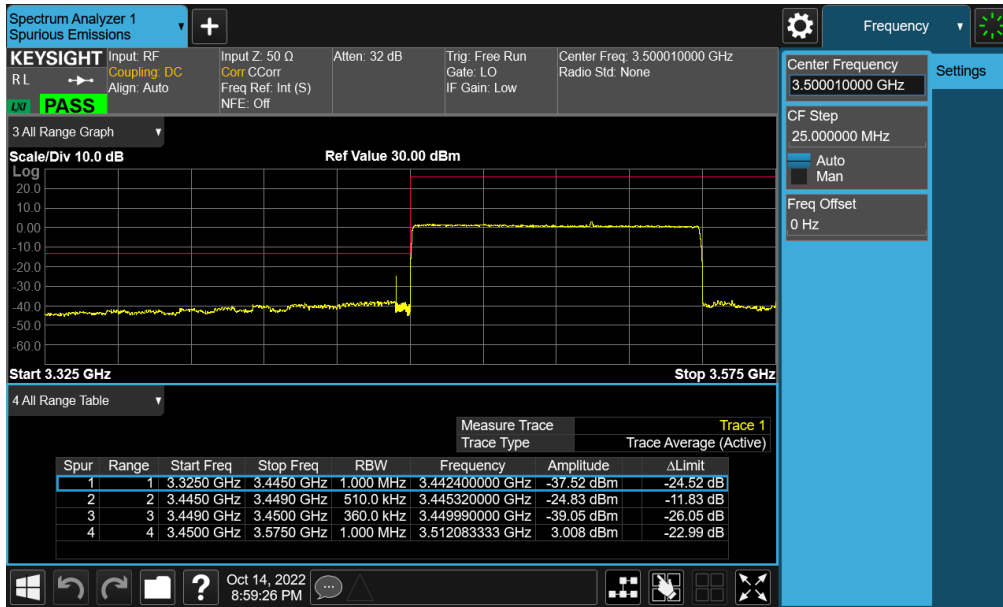 Spectrum Analyzer 1
Spurious Emissions
Frequency
KEYSIGHT
R L
LXI
PASS
Input: RF
Coupling: DC
Align: Auto
Input Z: 50 Ω
Corr CCorr
Freq Ref: Int (S)
NFE: Off
Atten: 32 dB
Trig: Free Run
Gate: LO
IF Gain: Low
Center Freq: 3.500010000 GHz
Radio Std: None
Center Frequency
3.500010000 GHz
Settings
CF Step
25.000000 MHz
Auto
Man
Freq Offset
0 Hz
3 All Range Graph
Scale/Div 10.0 dB
Ref Value 30.00 dBm
Log
20.0
10.0
0.00
-10.0
-20.0
-30.0
-40.0
-50.0
-60.0
Start 3.325 GHz
Stop 3.575 GHz
4 All Range Table
Measure Trace Trace 1
Trace Type Trace Average (Active)
Spur Range Start Freq Stop Freq RBW Frequency Amplitude ΔLimit
1 1 3.3250 GHz 3.4450 GHz 1.000 MHz 3.442400000 GHz -37.52 dBm -24.52 dB
2 2 3.4450 GHz 3.4490 GHz 510.0 kHz 3.445320000 GHz -24.83 dBm -11.83 dB
3 3 3.4490 GHz 3.4500 GHz 360.0 kHz 3.449990000 GHz -39.05 dBm -26.05 dB
4 4 3.4500 GHz 3.5750 GHz 1.000 MHz 3.512083333 GHz 3.008 dBm -22.99 dB
?
Oct 14, 2022
8:59:26 PM